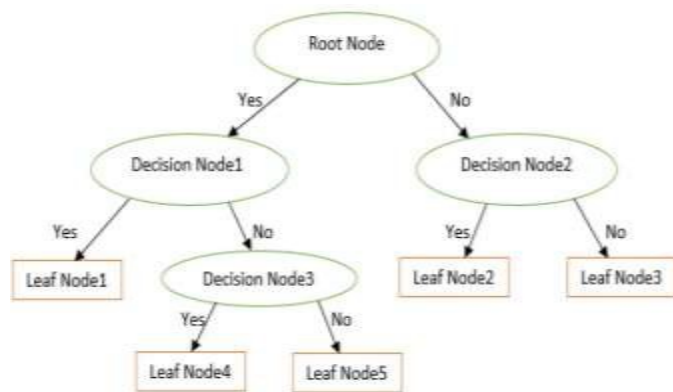 Root Node
Yes
No
Decision Node1
Decision Node2
Yes
No
Yes
No
Leaf Node1
Decision Node3
Leaf Node2
Leaf Node3
Yes
No
Leaf Node4
Leaf Node5